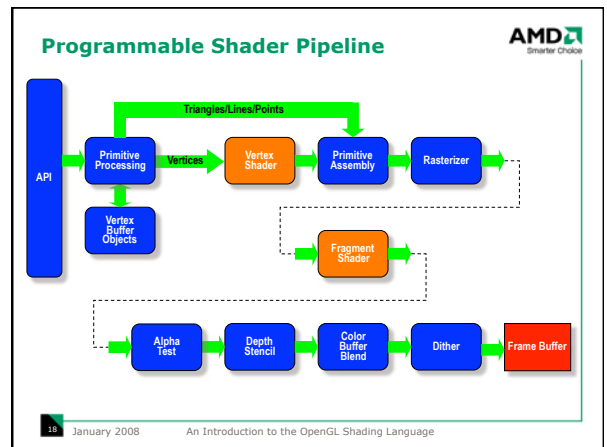 Programmable Shader Pipeline
AMD
Smarter Choice
Triangles/Lines/Points
API
Primitive
Processing
Vertices
Vertex
Shader
Primitive
Assembly
Rasterizer
Vertex
Buffer
Objects
Fragment
Shader
Alpha
Test
Depth
Stencil
Color
Buffer
Blend
Dither
Frame Buffer
18 January 2008 An Introduction to the OpenGL Shading Language